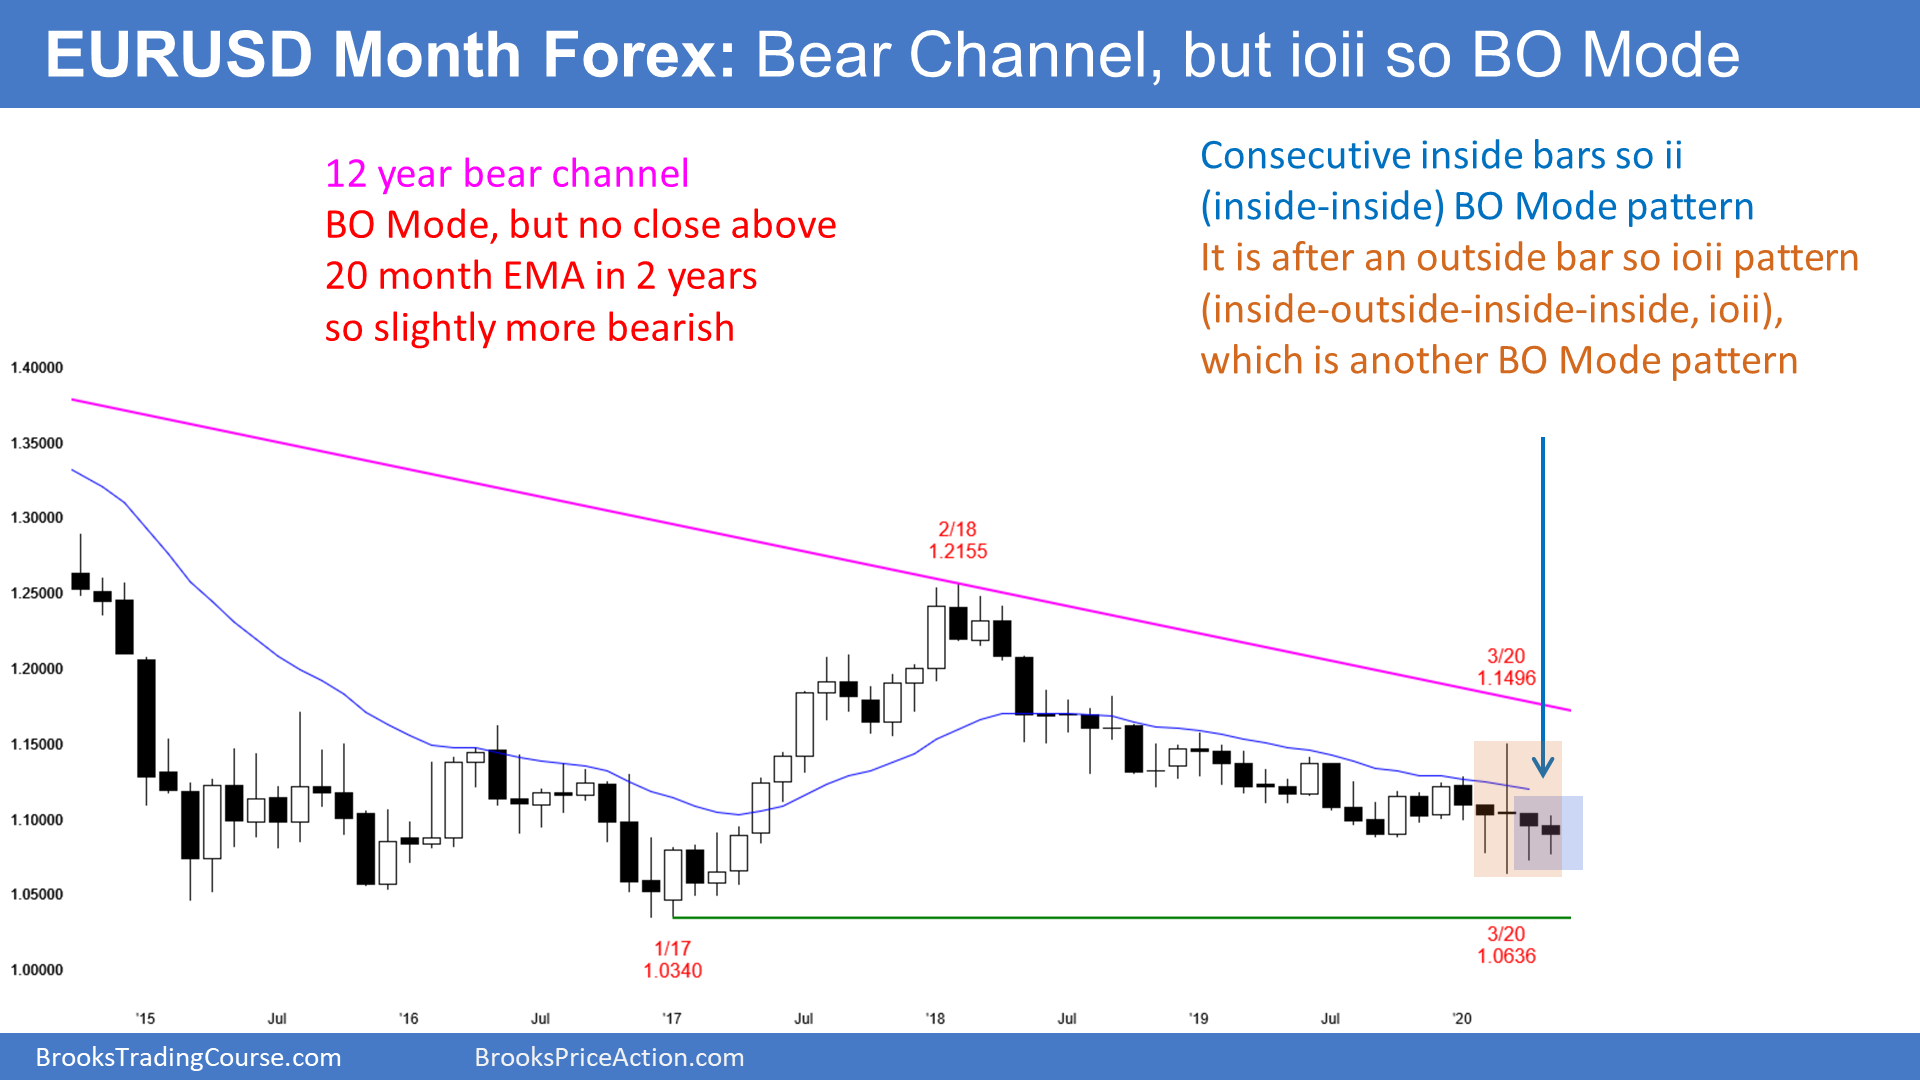 EURUSD Month Forex: Bear Channel, but ioii so BO Mode
12 year bear channel
BO Mode, but no close above
20 month EMA in 2 years
so slightly more bearish
Consecutive inside bars so ii
(inside-inside) BO Mode pattern
It is after an outside bar so ioii pattern
(inside-outside-inside-inside, ioii),
which is another BO Mode pattern
1.40000
1.35000
1.30000
1.25000
1.20000
1.15000
1.10000
1.05000
1.00000
2/18
1.2155
3/20
1.1496
1/17
1.0340
3/20
1.0636
'15
Jul
'16
Jul
'17
Jul
'18
Jul
'19
Jul
'20
BrooksTradingCourse.com
BrooksPriceAction.com